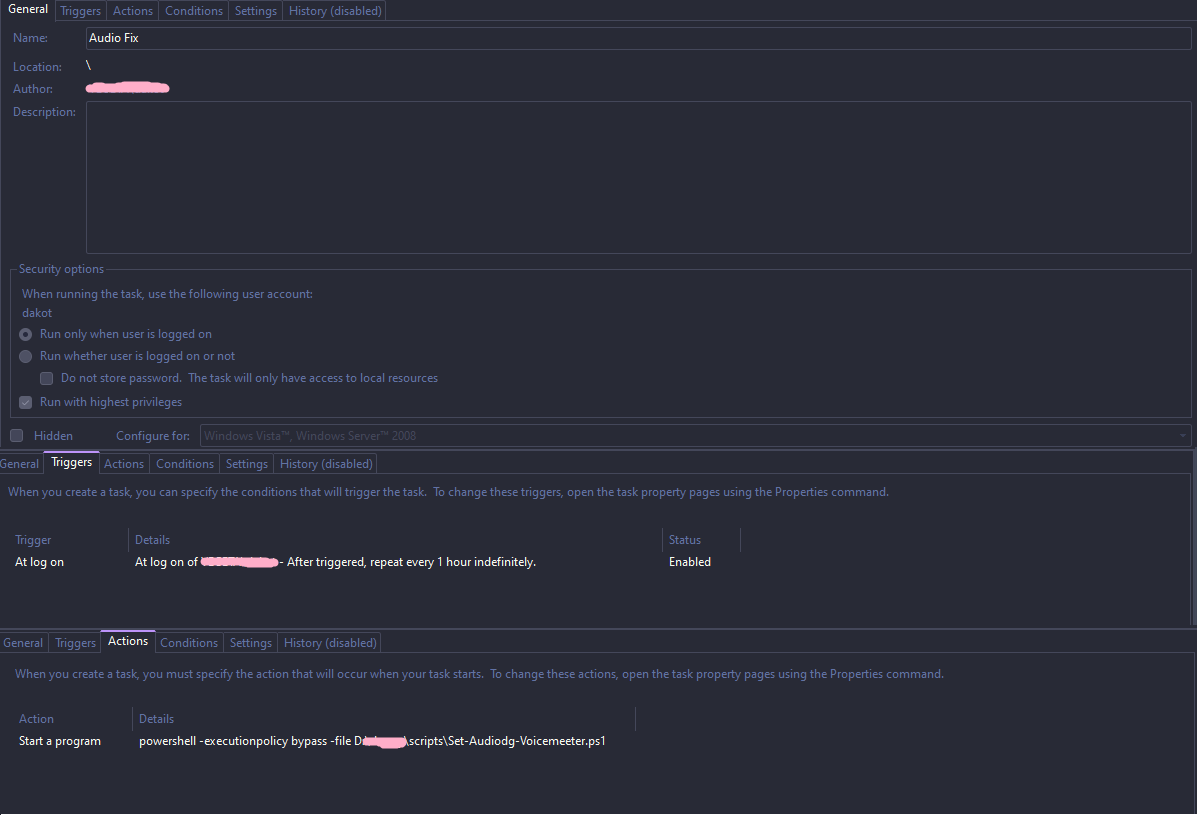 General Triggers Actions Conditions Settings History (disabled)
Name: Audio Fix
Location: \
Author:
Description:
Security options
When running the task, use the following user account:
dakot
Run only when user is logged on
Run whether user is logged on or not
Do not store password. The task will only have access to local resources
Run with highest privileges
Hidden Configure for: Windows Vista™, Windows Server™ 2008
General Triggers Actions Conditions Settings History (disabled)
When you create a task, you can specify the conditions that will trigger the task. To change these triggers, open the task property pages using the Properties command.
Trigger Details Status
At log on At log on of - After triggered, repeat every 1 hour indefinitely. Enabled
General Triggers Actions Conditions Settings History (disabled)
When you create a task, you must specify the action that will occur when your task starts. To change these actions, open the task property pages using the Properties command.
Action Details
Start a program powershell -executionpolicy bypass -file D \scripts\Set-Audiodg-Voicemeeter.ps1